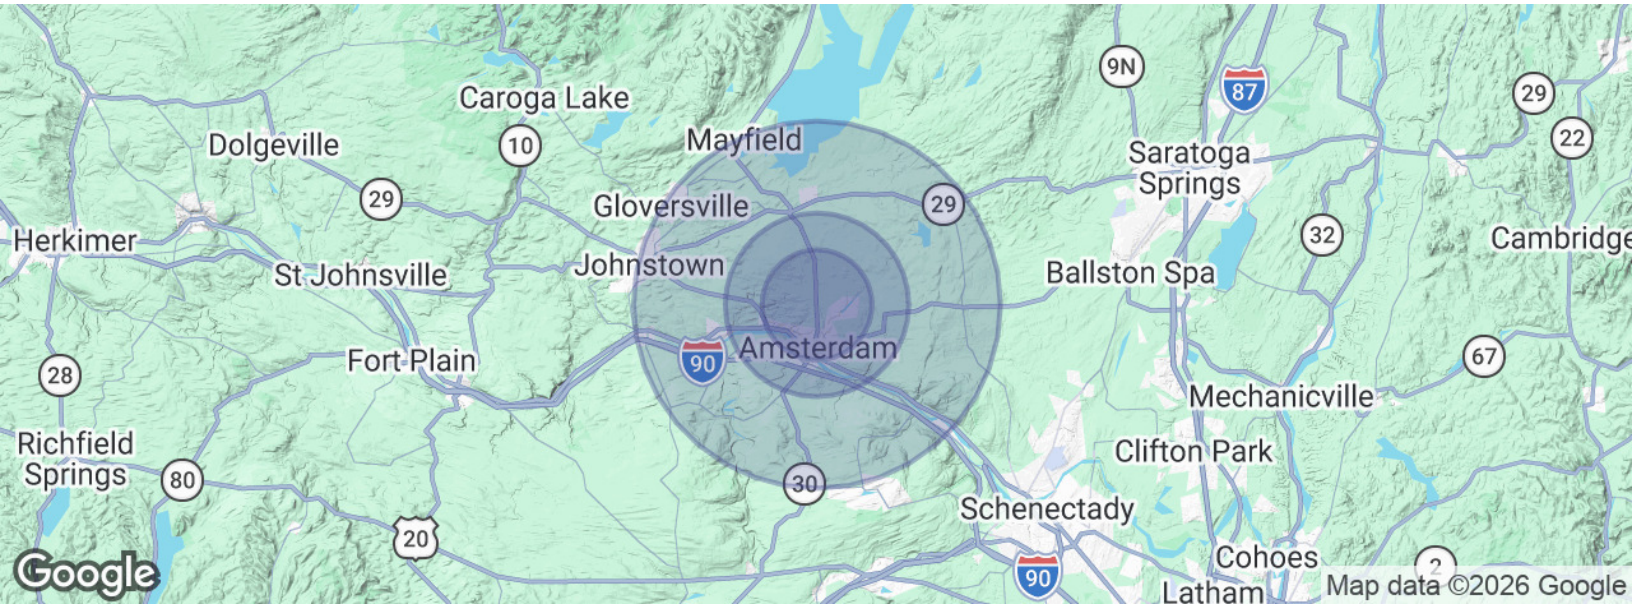 9N
87
29
22
Caroga Lake
10
Dolgeville
Mayfield
Saratoga
Springs
29
Gloversville
29
32
Herkimer
Cambridge
St Johnsville
Johnstown
Ballston Spa
Fort Plain
90
Amsterdam
67
28
Mechanicville
Richfield
Springs
80
Clifton Park
30
20
Schenectady
Cohoes
90
2
Latham
Google
Map data ©2026 Google